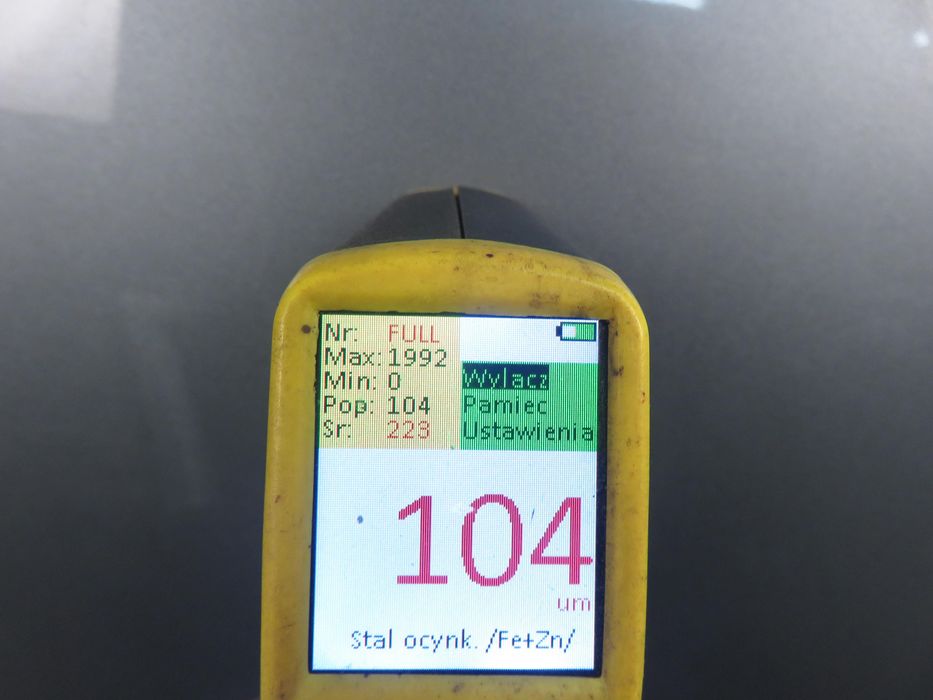 Nr: FULL
Max: 1992
Min: 0
Pop: 104
Sr: 223
Wylacz
Pamiec
Ustawienia
104
um
Stal ocynk. /Fe+Zn/